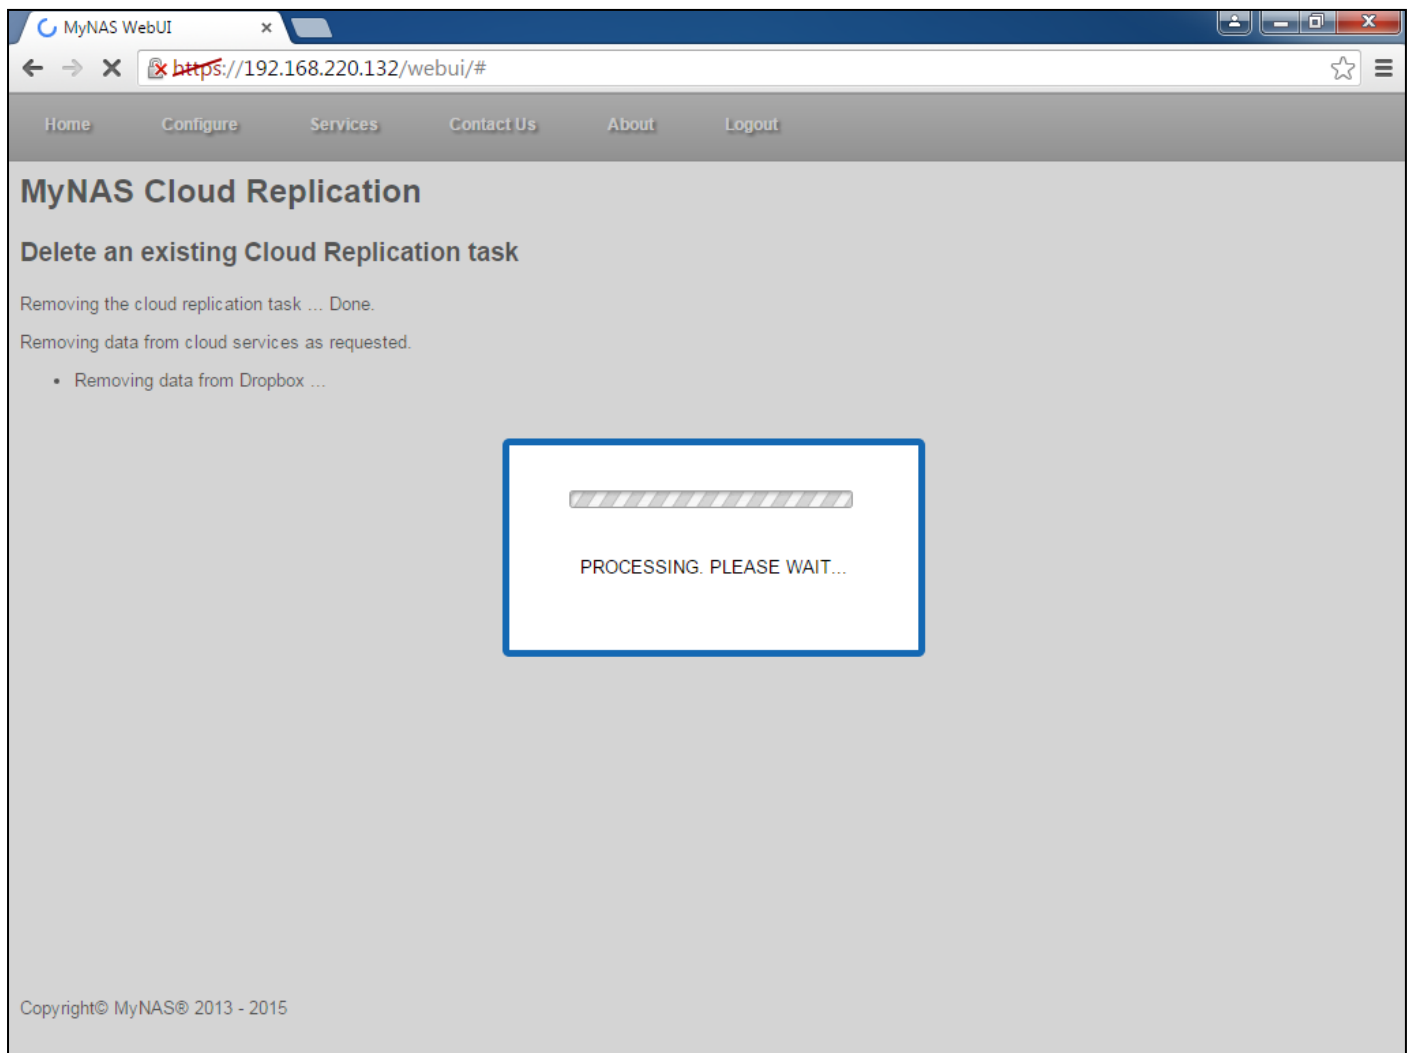 MyNAS WebUI
https://192.168.220.132/webui/#
Home Configure Services Contact Us About Logout
MyNAS Cloud Replication
Delete an existing Cloud Replication task
Removing the cloud replication task ... Done.
Removing data from cloud services as requested.
• Removing data from Dropbox ...
PROCESSING. PLEASE WAIT...
Copyright© MyNAS® 2013 - 2015